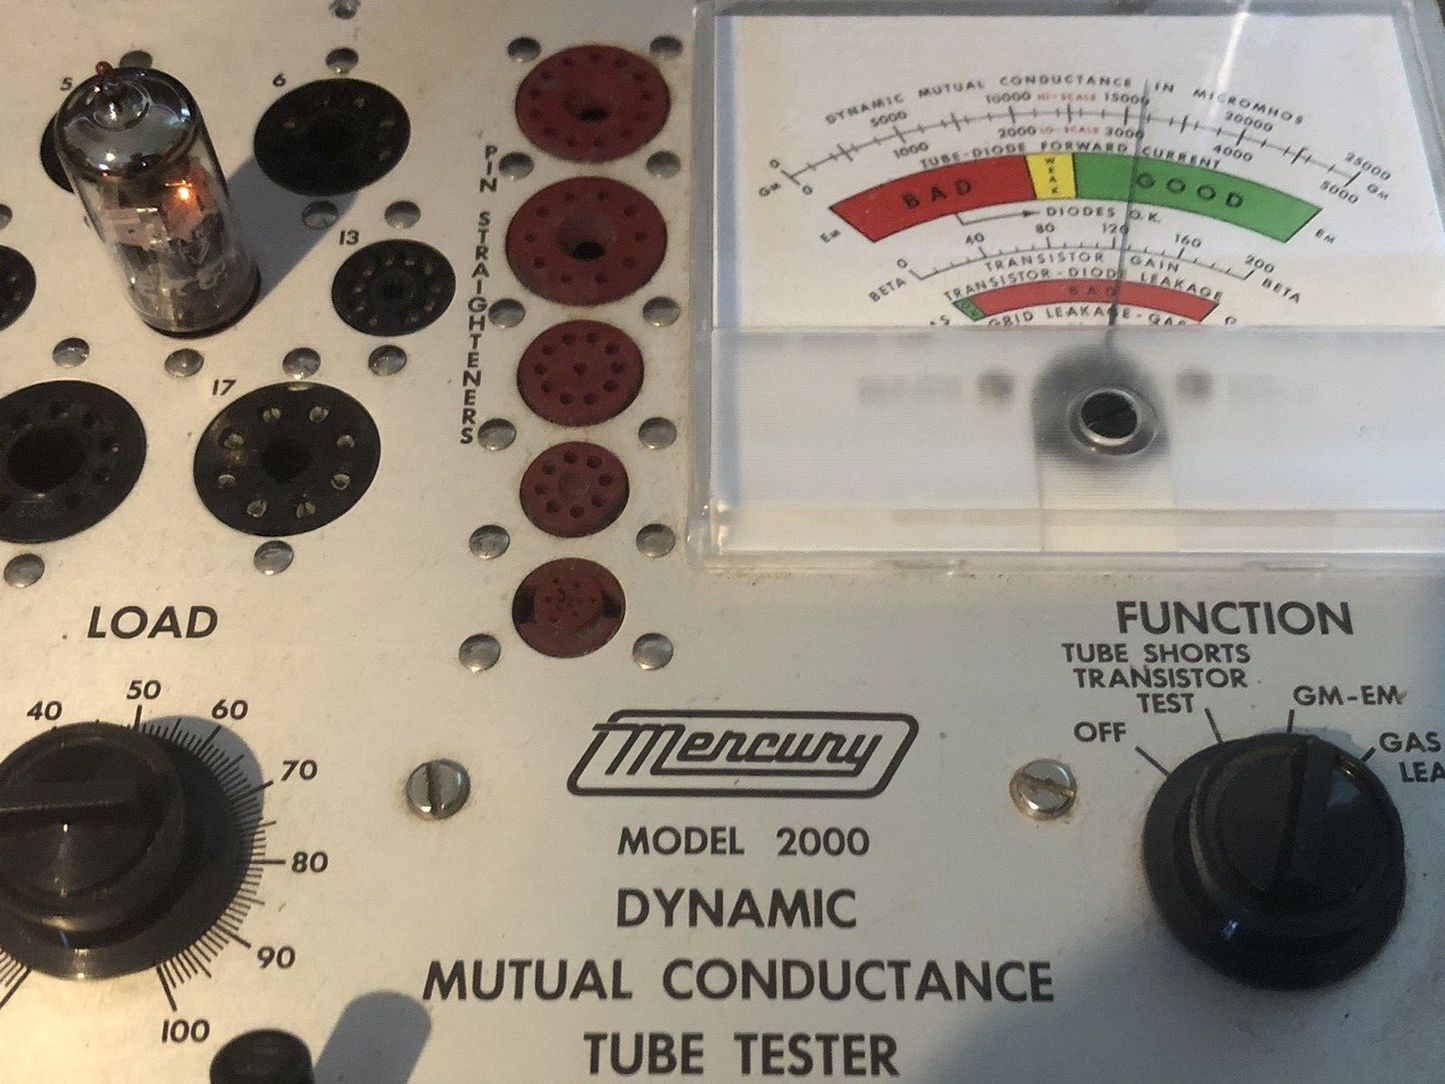 5
6
13
17
PIN STRAIGHTENERS
DYNAMIC MUTUAL CONDUCTANCE IN MICROMHOS
0 5000 10000 HI-SCALE 15000 20000 25000
GM 0 1000 2000 LO-SCALE 3000 4000 5000 GM
TUBE-DIODE FORWARD CURRENT
EM BAD WEAK GOOD EM
DIODES O.K.
0 40 80 120 160 200
BETA TRANSISTOR GAIN BETA
TRANSISTOR-DIODE LEAKAGE
BAD
GRID LEAKAGE-GAS
LOAD
40 50 60 70 80 90 100
FUNCTION
TUBE SHORTS
TRANSISTOR
TEST
OFF
GM-EM
GAS
LEA
Mercury
MODEL 2000
DYNAMIC
MUTUAL CONDUCTANCE
TUBE TESTER